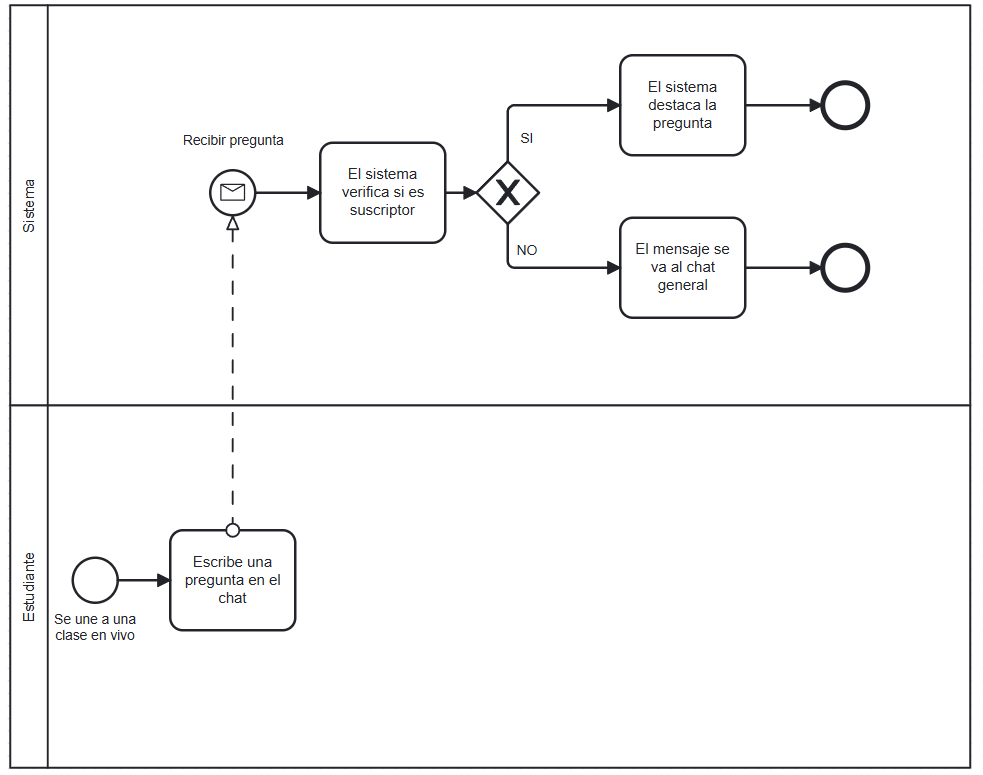 Sistema
Recibir pregunta
El sistema
verifica si es
suscriptor
SI
El sistema
destaca la
pregunta
NO
El mensaje se
va al chat
general
Estudiante
Se une a una
clase en vivo
Escribe una
pregunta en el
chat